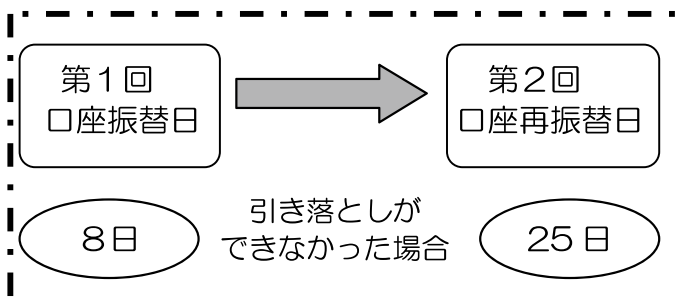 第１回
口座振替日
第２回
口座再振替日
8日
引き落としが
できなかった場合
25日